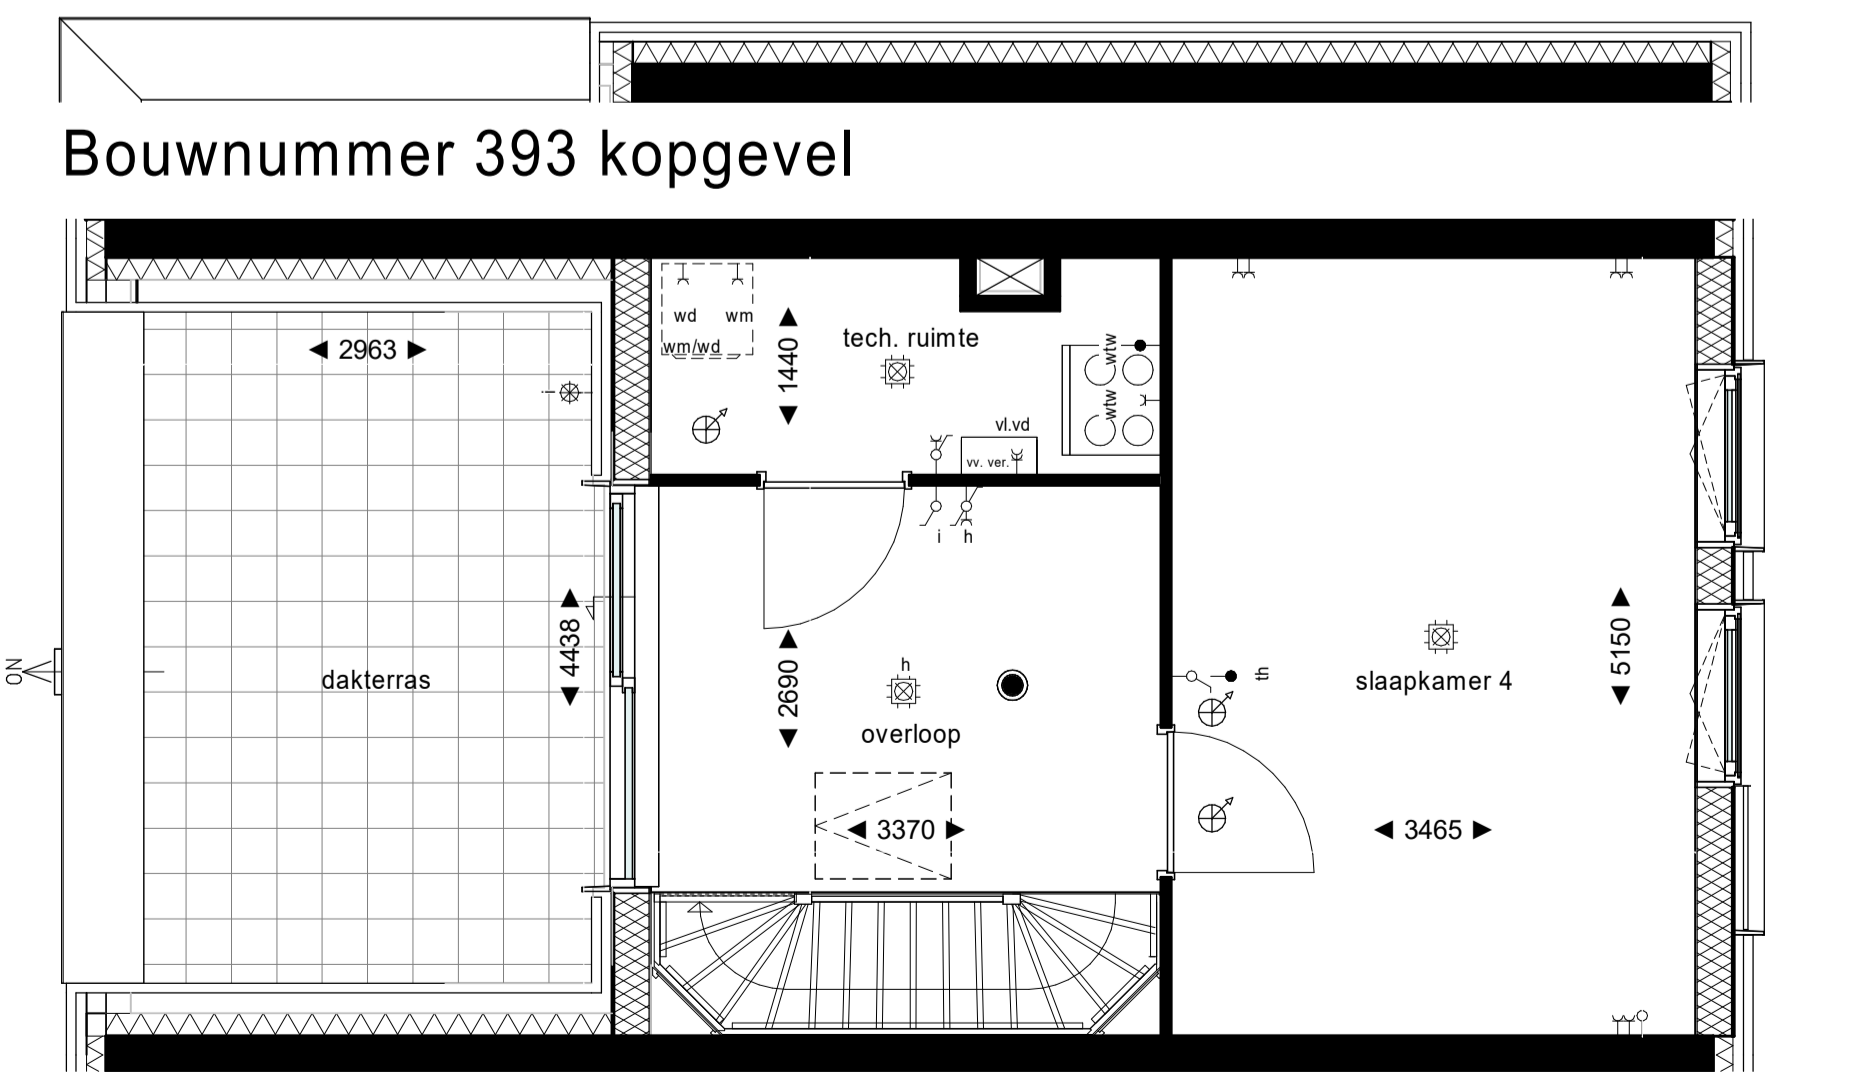 Bouwnummer 393 kopgevel
wd wm
wm/wd
2963
1440
tech. ruimte
wtw
wtw
vl.vd
vv. ver.
i h
4438
2690
h
overloop
dakterras
NO
th
slaapkamer 4
5150
3370
3465